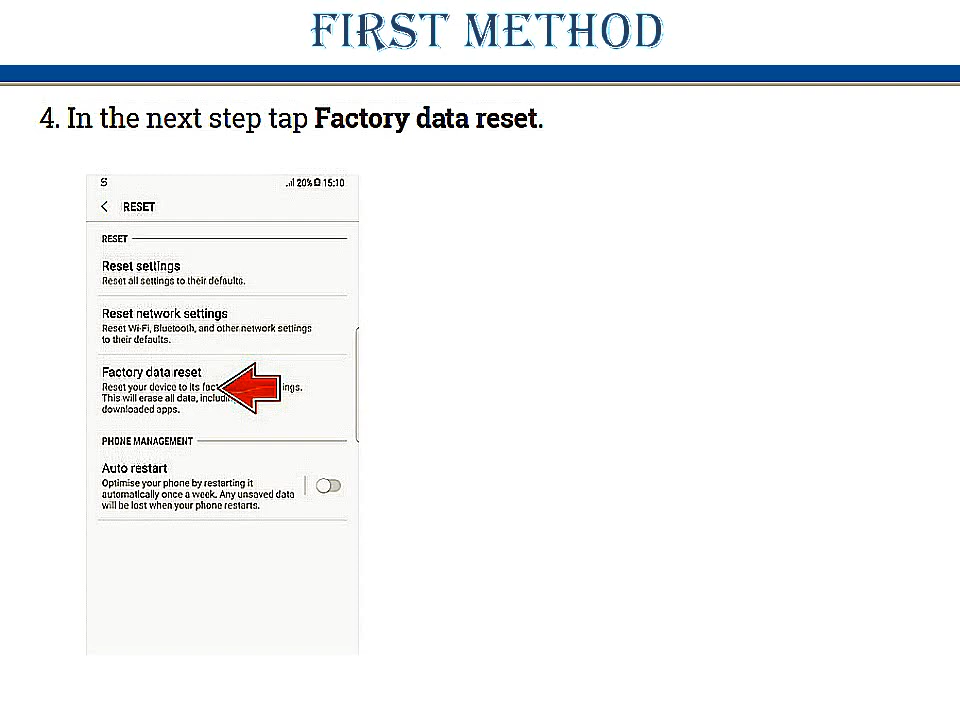 FIRST METHOD
4. In the next step tap Factory data reset.
20% 15:10
RESET
RESET
Reset settings
Reset all settings to their defaults.
Reset network settings
Reset Wi-Fi, Bluetooth, and other network settings
to their defaults.
Factory data reset
Reset your device to its ings.
This will erase all data,
downloaded apps.
PHONE MANAGEMENT
Auto restart
Optimise your phone by restarting it
automatically once a week. Any unsaved data
will be lost when your phone restarts.